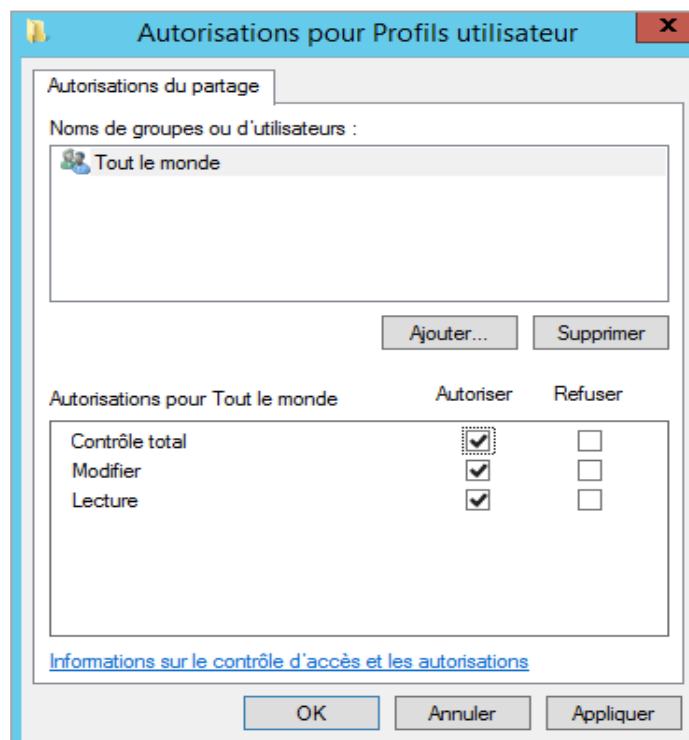 Autorisations pour Profils utilisateur
x
Autorisations du partage
Noms de groupes ou d'utilisateurs :
Tout le monde
Ajouter... Supprimer
Autorisations pour Tout le monde Autoriser Refuser
Contrôle total
Modifier
Lecture
Informations sur le contrôle d'accès et les autorisations
OK Annuler Appliquer